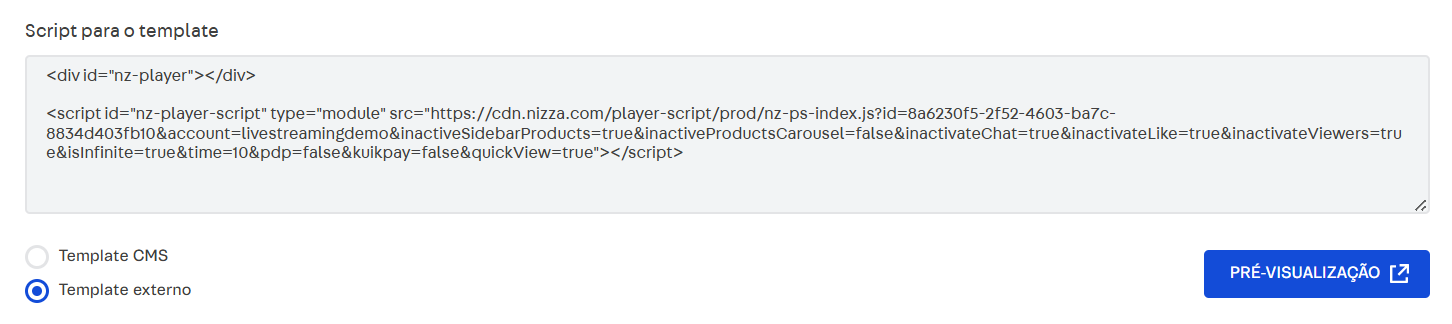 Script para o template
<div id="nz-player"></div>
<script id="nz-player-script" type="module" src="https://cdn.nizza.com/player-script/prod/nz-ps-index.js?id=8a6230f5-2f52-4603-ba7c-
8834d403fb10&account=livestreamingdemo&inactiveSidebarProducts=true&inactiveProductsCarousel=false&inactivateChat=true&inactivateLike=true&inactivateViewers=tru
e&isInfinite=true&time=10&pdp=false&kuikpay=false&quickView=true"></script>
Template CMS
Template externo
PRÉ-VISUALIZAÇÃO